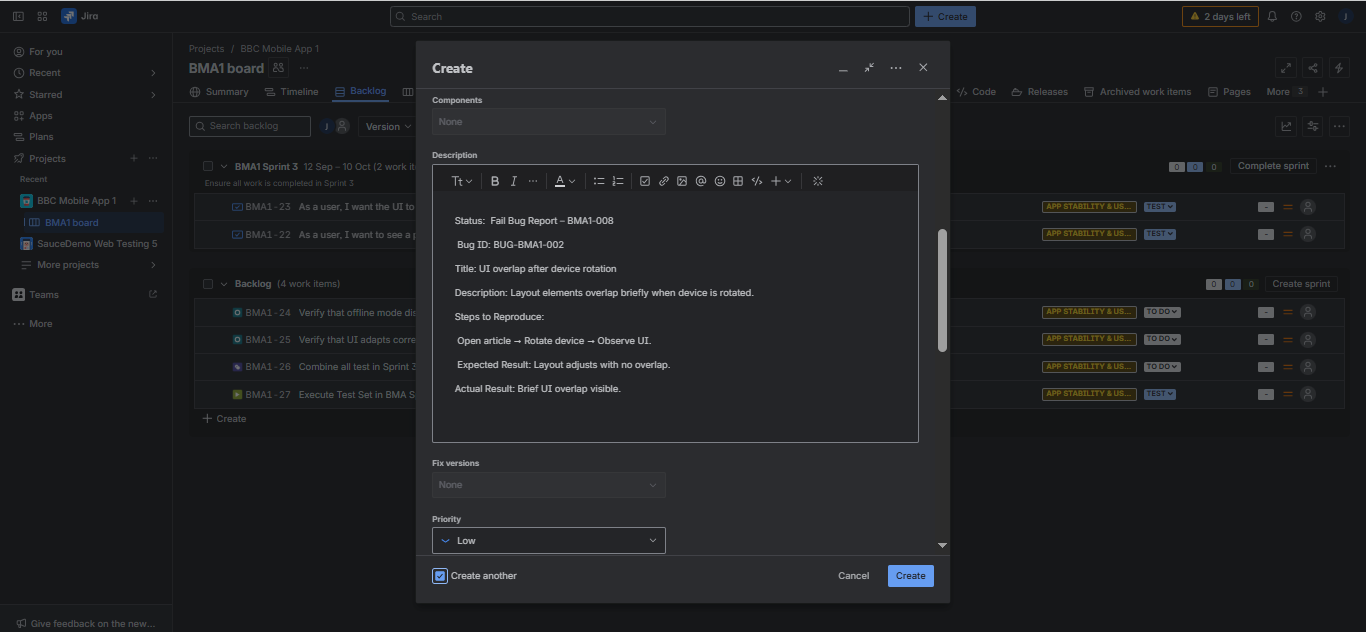 Jira
Search
+ Create
2 days left
J
For you
Recent
Starred
Apps
Plans
Projects
Recent
BBC Mobile App 1
BMA1 board
SauceDemo Web Testing 5
More projects
Teams
More
Give feedback on the new...
Projects / BBC Mobile App 1
BMA1 board
Summary
Timeline
Backlog
Code
Releases
Archived work items
Pages
More 3
Search backlog
J
Version
BMA1 Sprint 3 12 Sep – 10 Oct (2 work it
Ensure all work is completed in Sprint 3
0 0 0
Complete sprint
BMA1-23 As a user, I want the UI to
APP STABILITY & US... TEST -
BMA1-22 As a user, I want to see a p
APP STABILITY & US... TEST -
Backlog (4 work items)
0 0 0
Create sprint
BMA1-24 Verify that offline mode dis
APP STABILITY & US... TO DO -
BMA1-25 Verify that UI adapts corre
APP STABILITY & US... TO DO -
BMA1-26 Combine all test in Sprint 3
APP STABILITY & US... TO DO -
BMA1-27 Execute Test Set in BMA S
APP STABILITY & US... TEST -
+ Create
Create
Components
None
Description
Tt B I A
Status: Fail Bug Report – BMA1-008
Bug ID: BUG-BMA1-002
Title: UI overlap after device rotation
Description: Layout elements overlap briefly when device is rotated.
Steps to Reproduce:
Open article → Rotate device → Observe UI.
Expected Result: Layout adjusts with no overlap.
Actual Result: Brief UI overlap visible.
Fix versions
None
Priority
Low
Create another
Cancel
Create